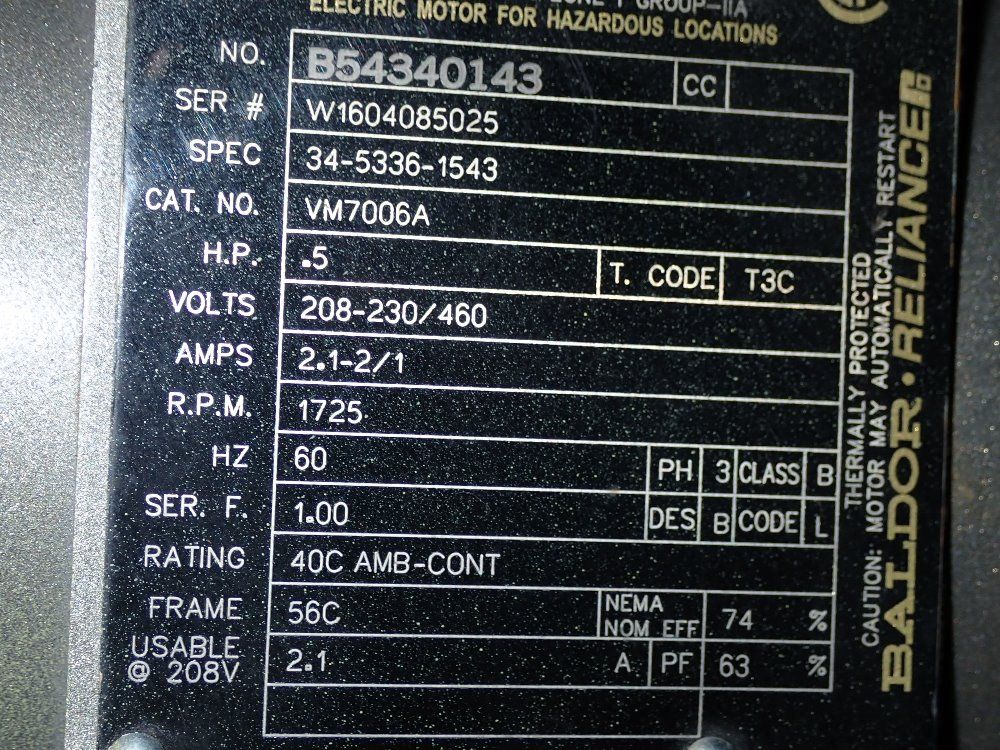 GROUP-IIA
ELECTRIC MOTOR FOR HAZARDOUS LOCATIONS
NO. B54340143 CC
SER # W1604085025
SPEC 34-5336-1543
CAT. NO. VM7006A
H.P. .5 T. CODE T3C
VOLTS 208-230/460
AMPS 2.1-2/1
R.P.M. 1725
HZ 60 PH 3 CLASS B
SER. F. 1.00 DES B CODE L
RATING 40C AMB-CONT
FRAME 56C NEMA NOM EFF 74 %
USABLE @ 208V 2.1 A PF 63 %
THERMALLY PROTECTED
CAUTION: MOTOR MAY AUTOMATICALLY RESTART
BALDOR • RELIANCER